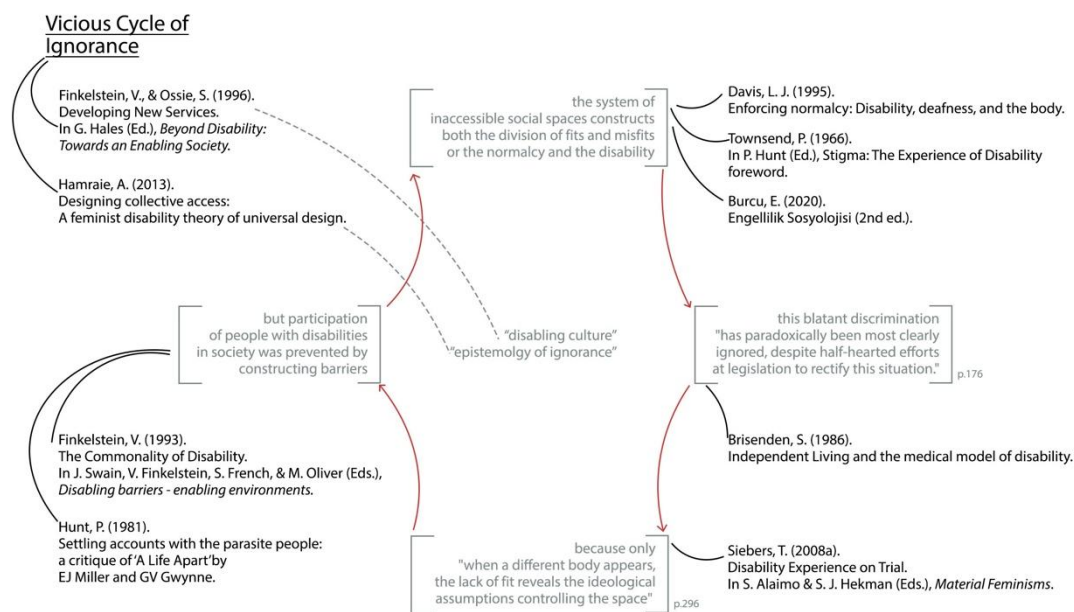 Vicious Cycle of
Ignorance
Finkelstein, V., & Ossie, S. (1996).
Developing New Services.
In G. Hales (Ed.), Beyond Disability:
Towards an Enabling Society.
Hamraie, A. (2013).
Designing collective access:
A feminist disability theory of universal design.
the system of
inaccessible social spaces constructs
both the division of fits and misfits
or the normalcy and the disability
Davis, L. J. (1995).
Enforcing normalcy: Disability, deafness, and the body.
Townsend, P. (1966).
In P. Hunt (Ed.), Stigma: The Experience of Disability
foreword.
Burcu, E. (2020).
Engellilik Sosyolojisi (2nd ed.).
but participation
of people with disabilities
in society was prevented by
constructing barriers
“disabling culture”
“epistemolgy of ignorance”
this blatant discrimination
"has paradoxically been most clearly
ignored, despite half-hearted efforts
at legislation to rectify this situation."
p.176
Finkelstein, V. (1993).
The Commonality of Disability.
In J. Swain, V. Finkelstein, S. French, & M. Oliver (Eds.),
Disabling barriers - enabling environments.
Hunt, P. (1981).
Settling accounts with the parasite people:
a critique of ‘A Life Apart’ by
EJ Miller and GV Gwynne.
Brisenden, S. (1986).
Independent Living and the medical model of disability.
because only
"when a different body appears,
the lack of fit reveals the ideological
assumptions controlling the space"
p.296
Siebers, T. (2008a).
Disability Experience on Trial.
In S. Alaimo & S. J. Hekman (Eds.), Material Feminisms.